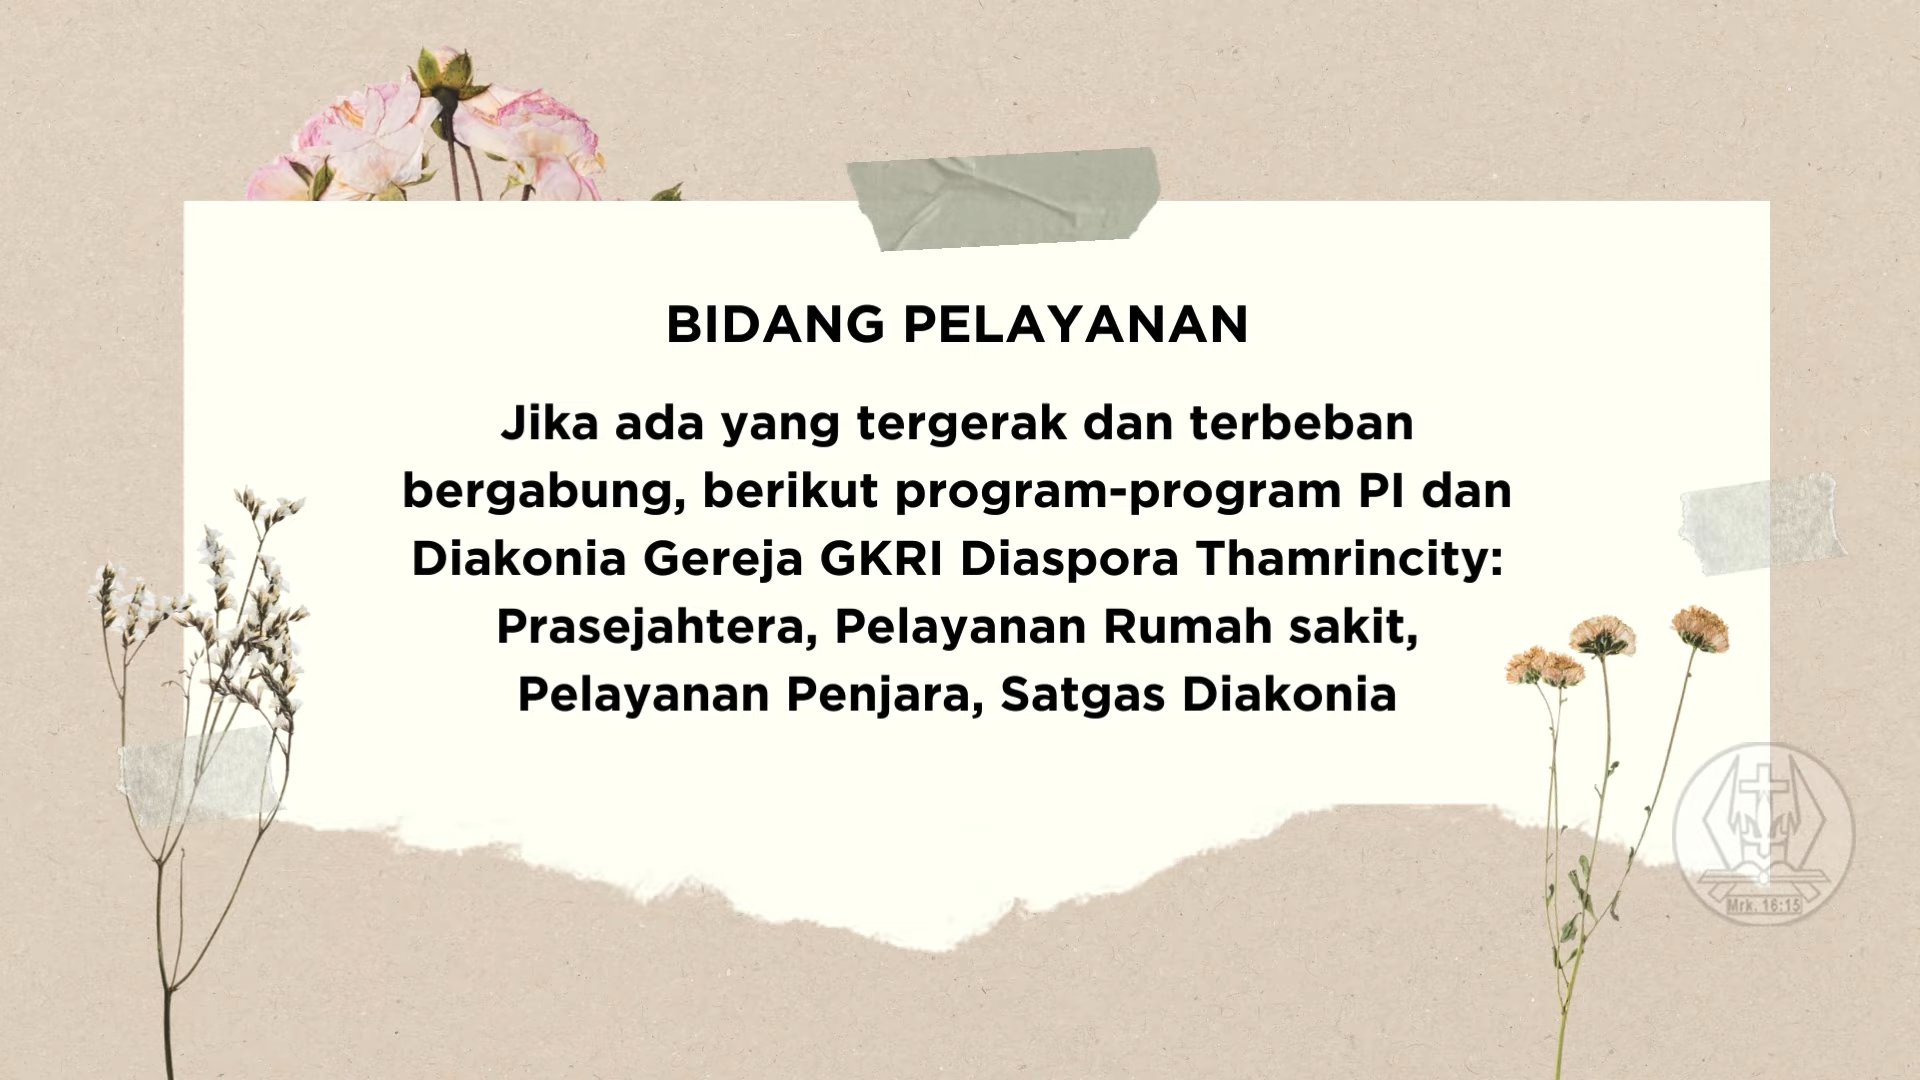 BIDANG PELAYANAN
Jika ada yang tergerak dan terbeban
bergabung, berikut program-program PI dan
Diakonia Gereja GKRI Diaspora Thamrincity:
Prasejahtera, Pelayanan Rumah sakit,
Pelayanan Penjara, Satgas Diakonia
Mrk. 16:15